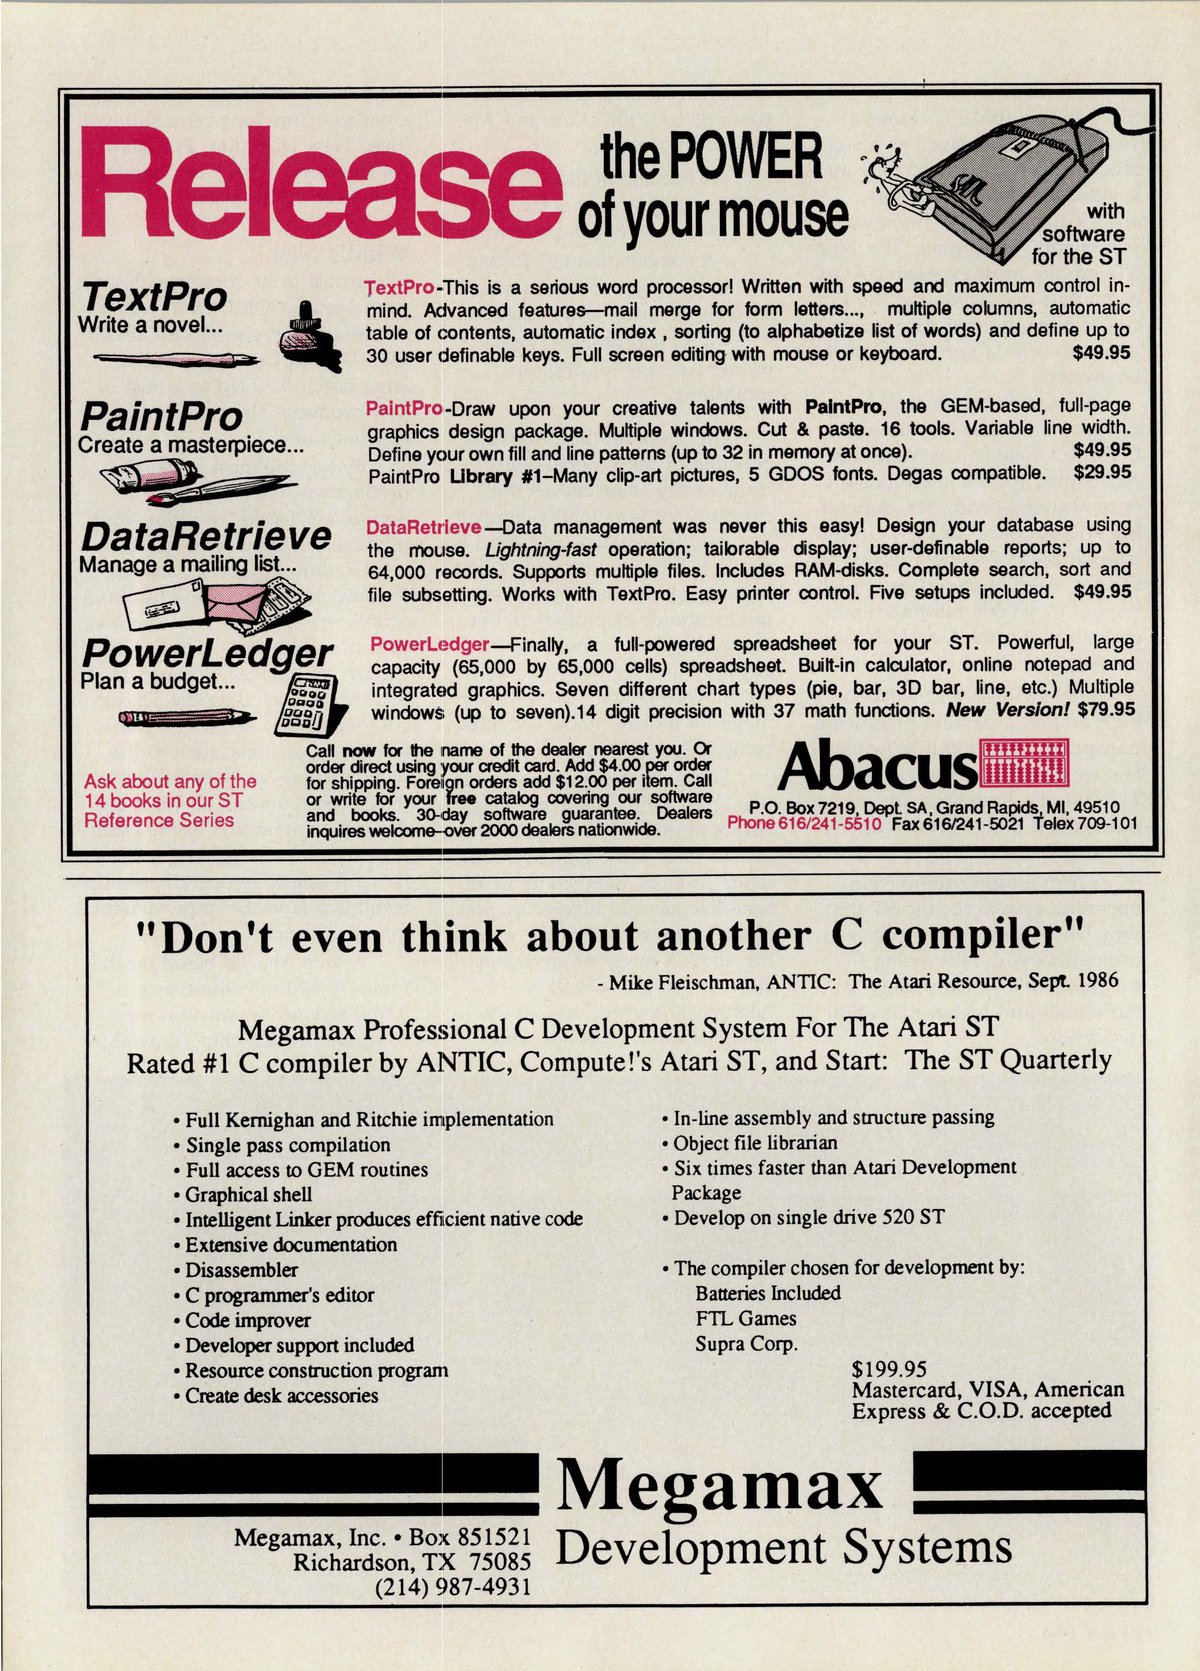 Release
the POWER
of your mouse
with
software
for the ST
TextPro
Write a novel...
TextPro-This is a serious word processor! Written with speed and maximum control in-
mind. Advanced features—mail merge for form letters..., multiple columns, automatic
table of contents, automatic index , sorting (to alphabetize list of words) and define up to
30 user definable keys. Full screen editing with mouse or keyboard. $49.95
PaintPro
Create a masterpiece...
PaintPro-Draw upon your creative talents with PaintPro, the GEM-based, full-page
graphics design package. Multiple windows. Cut & paste. 16 tools. Variable line width.
Define your own fill and line patterns (up to 32 in memory at once). $49.95
PaintPro Library #1–Many clip-art pictures, 5 GDOS fonts. Degas compatible. $29.95
DataRetrieve
Manage a mailing list...
DataRetrieve—Data management was never this easy! Design your database using
the mouse. Lightning-fast operation; tailorable display; user-definable reports; up to
64,000 records. Supports multiple files. Includes RAM-disks. Complete search, sort and
file subsetting. Works with TextPro. Easy printer control. Five setups included. $49.95
PowerLedger
Plan a budget...
PowerLedger—Finally, a full-powered spreadsheet for your ST. Powerful, large
capacity (65,000 by 65,000 cells) spreadsheet. Built-in calculator, online notepad and
integrated graphics. Seven different chart types (pie, bar, 3D bar, line, etc.) Multiple
windows (up to seven).14 digit precision with 37 math functions. New Version! $79.95
Ask about any of the
14 books in our ST
Reference Series
Call now for the name of the dealer nearest you. Or
order direct using your credit card. Add $4.00 per order
for shipping. Foreign orders add $12.00 per item. Call
or write for your free catalog covering our software
and books. 30-day software guarantee. Dealers
inquires welcome–over 2000 dealers nationwide.
Abacus
P.O. Box 7219, Dept. SA, Grand Rapids, MI, 49510
Phone 616/241-5510 Fax 616/241-5021 Telex 709-101
"Don't even think about another C compiler"
- Mike Fleischman, ANTIC: The Atari Resource, Sept. 1986
Megamax Professional C Development System For The Atari ST
Rated #1 C compiler by ANTIC, Compute!'s Atari ST, and Start: The ST Quarterly
• Full Kernighan and Ritchie implementation
• Single pass compilation
• Full access to GEM routines
• Graphical shell
• Intelligent Linker produces efficient native code
• Extensive documentation
• Disassembler
• C programmer's editor
• Code improver
• Developer support included
• Resource construction program
• Create desk accessories
• In-line assembly and structure passing
• Object file librarian
• Six times faster than Atari Development
Package
• Develop on single drive 520 ST
• The compiler chosen for development by:
Batteries Included
FTL Games
Supra Corp.
$199.95
Mastercard, VISA, American
Express & C.O.D. accepted
Megamax
Development Systems
Megamax, Inc. • Box 851521
Richardson, TX 75085
(214) 987-4931